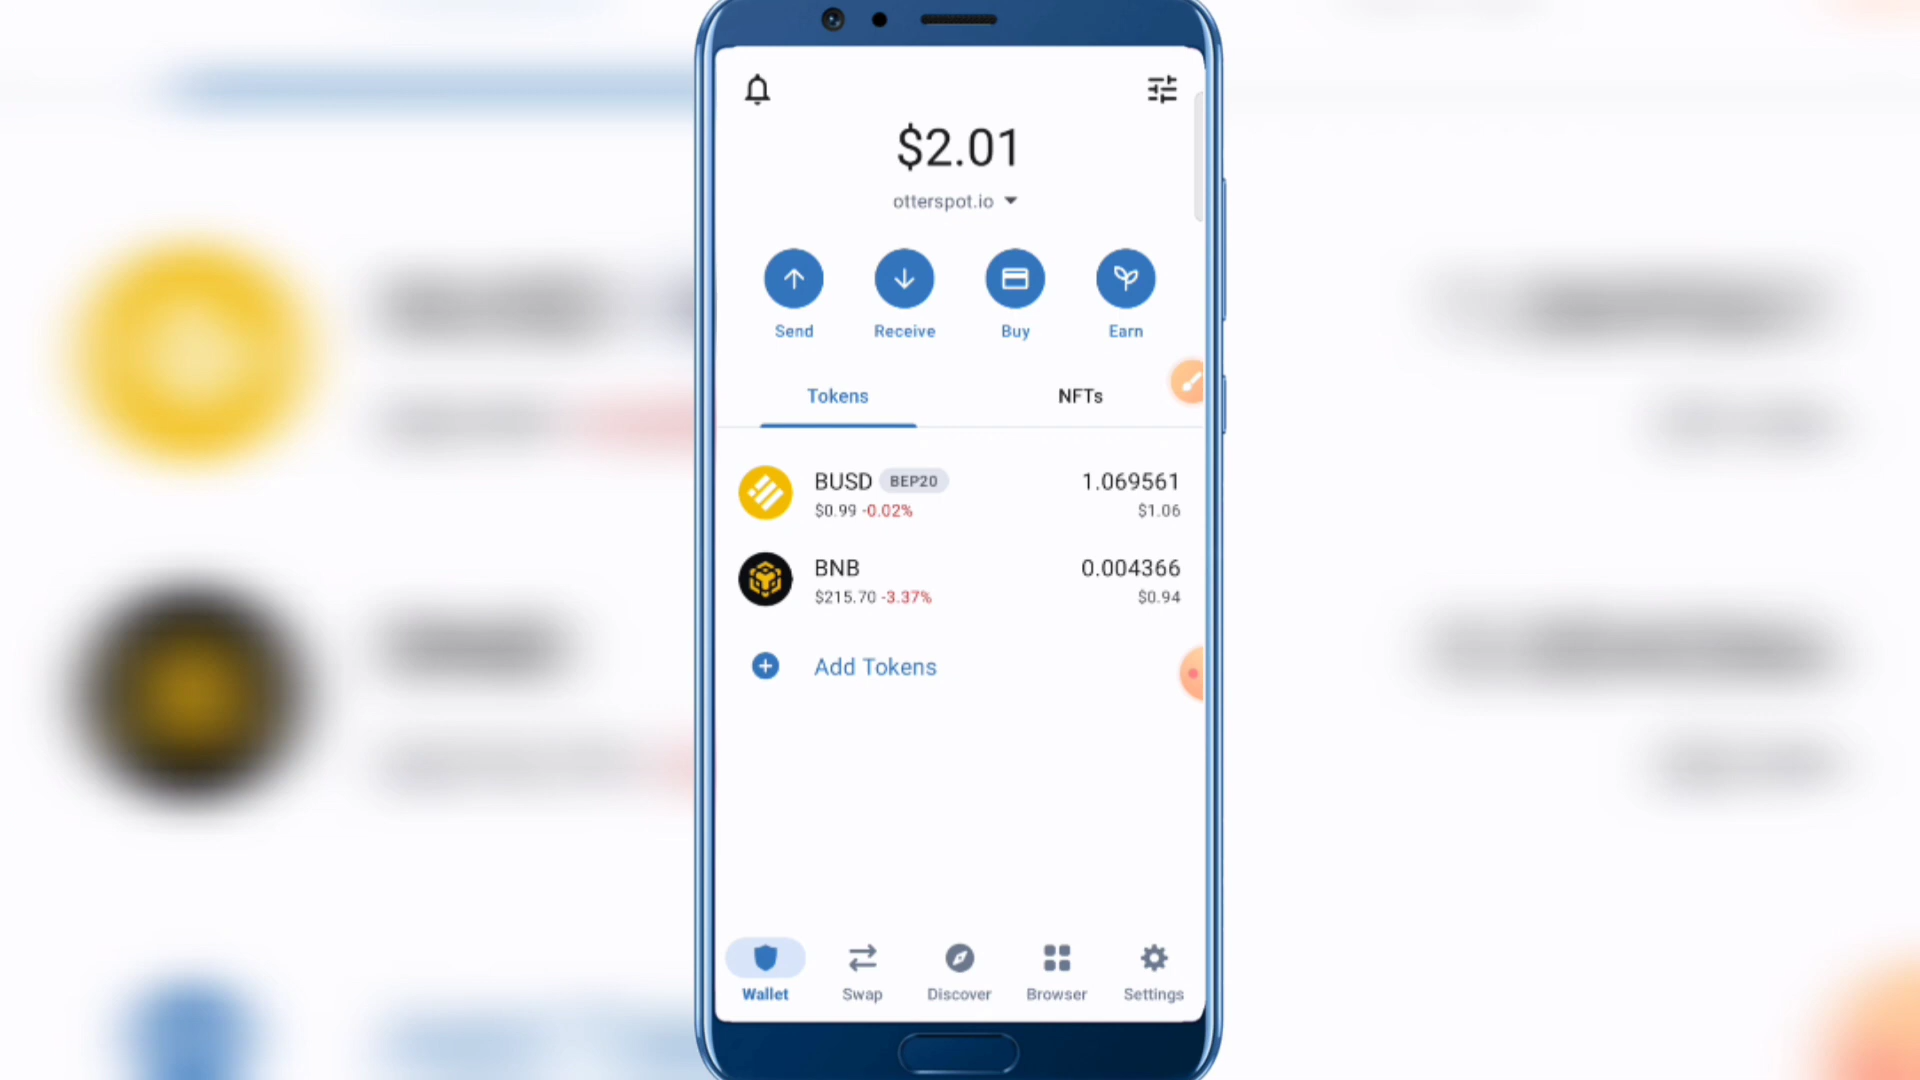 $2.01
otterspot.io
Send Receive Buy Earn
Tokens NFTs
BUSD BEP20 1.069561
$0.99 -0.02% $1.06
BNB 0.004366
$215.70 -3.37% $0.94
Add Tokens
Wallet Swap Discover Browser Settings